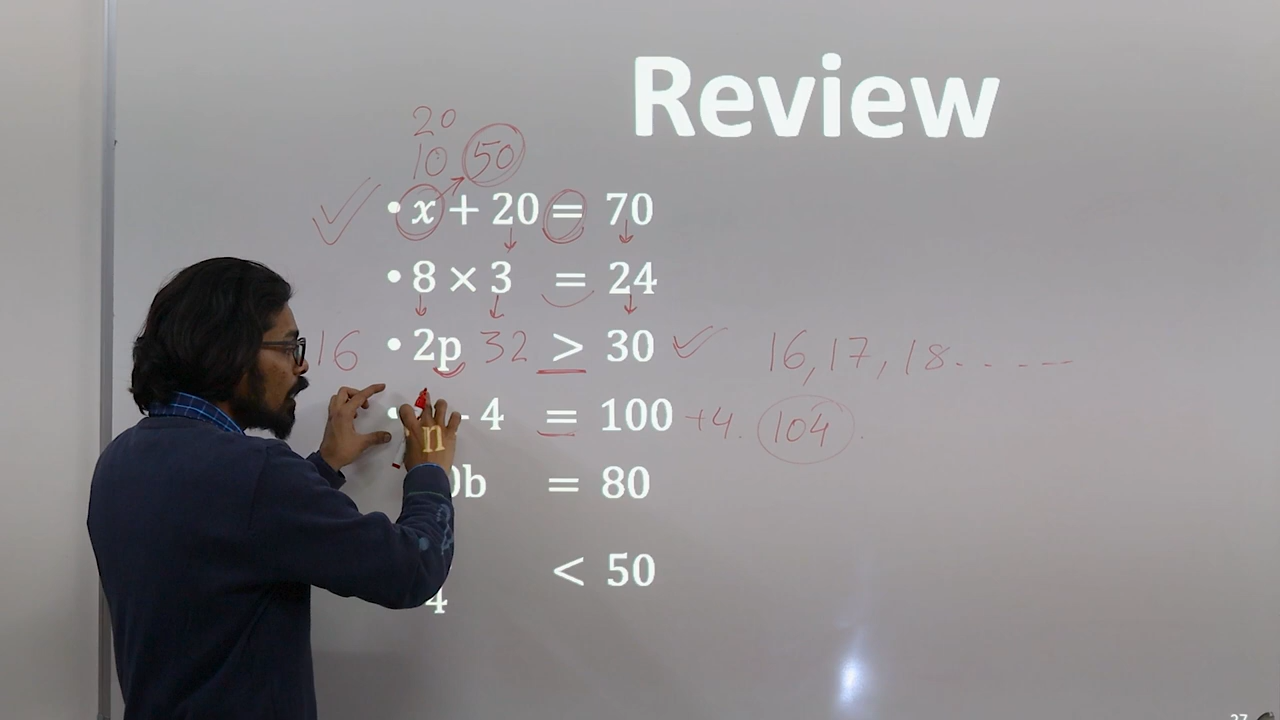 Review
20
10 50
• x + 20 = 70
• 8 × 3 = 24
16 • 2p 32 > 30 ✓ 16, 17, 18.----
• n - 4 = 100 +4. 104.
0b = 80
4 < 50
27